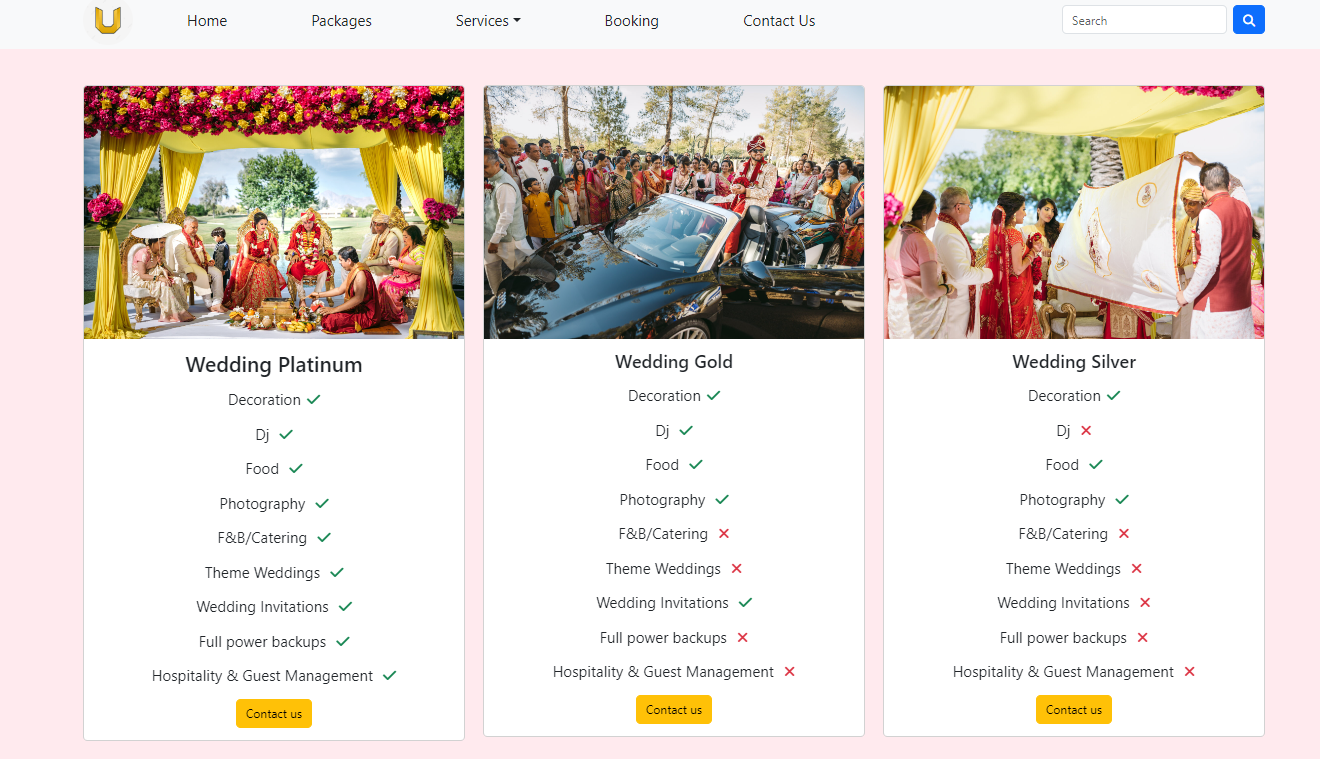 Home
Packages
Services
Booking
Contact Us
Search
Wedding Platinum
Decoration
Dj
Food
Photography
F&B/Catering
Theme Weddings
Wedding Invitations
Full power backups
Hospitality & Guest Management
Contact us
Wedding Gold
Decoration
Dj
Food
Photography
F&B/Catering
Theme Weddings
Wedding Invitations
Full power backups
Hospitality & Guest Management
Contact us
Wedding Silver
Decoration
Dj
Food
Photography
F&B/Catering
Theme Weddings
Wedding Invitations
Full power backups
Hospitality & Guest Management
Contact us